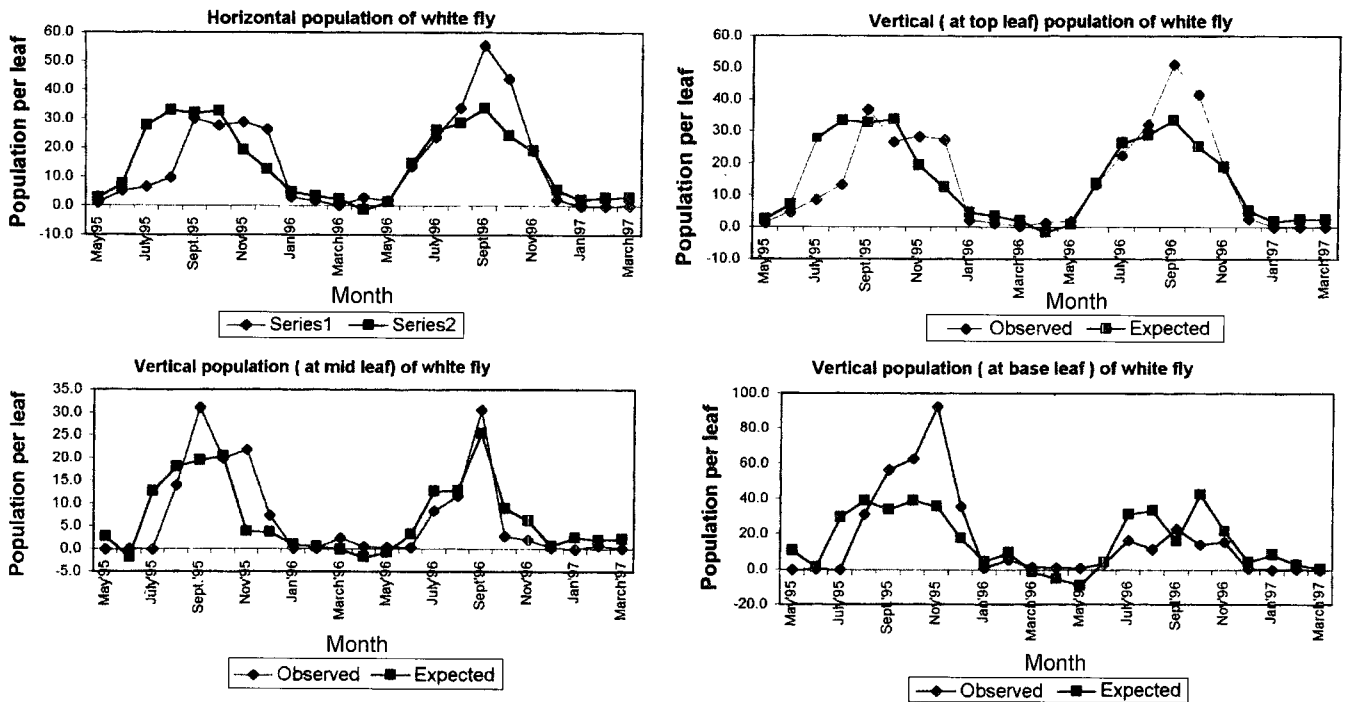 Horizontal population of white fly
Population per leaf
60.0
50.0
40.0
30.0
20.0
10.0
0.0
-10.0
May'95
July'95
Sept.'95
Nov'95
Jan'96
March'96
May'96
July'96
Sept'96
Nov'96
Jan'97
March'97
Month
Series1 Series2
Vertical ( at top leaf) population of white fly
Population per leaf
60.0
50.0
40.0
30.0
20.0
10.0
0.0
-10.0
May'95
July'95
Sept.'95
Nov'95
Jan'96
March'96
May'96
July'96
Sept'96
Nov'96
Jan'97
March'97
Month
Observed Expected
Vertical population ( at mid leaf) of white fly
Population per leaf
35.0
30.0
25.0
20.0
15.0
10.0
5.0
0.0
-5.0
May'95
July'95
Sept.'95
Nov'95
Jan'96
March'96
May'96
July'96
Sept'96
Nov'96
Jan'97
March'97
Month
Observed Expected
Vertical population ( at base leaf ) of white fly
Population per leaf
100.0
80.0
60.0
40.0
20.0
0.0
-20.0
May'95
July'95
Sept.'95
Nov'95
Jan'96
March'96
May'96
July'96
Sept'96
Nov'96
Jan'97
March'97
Month
Observed Expected